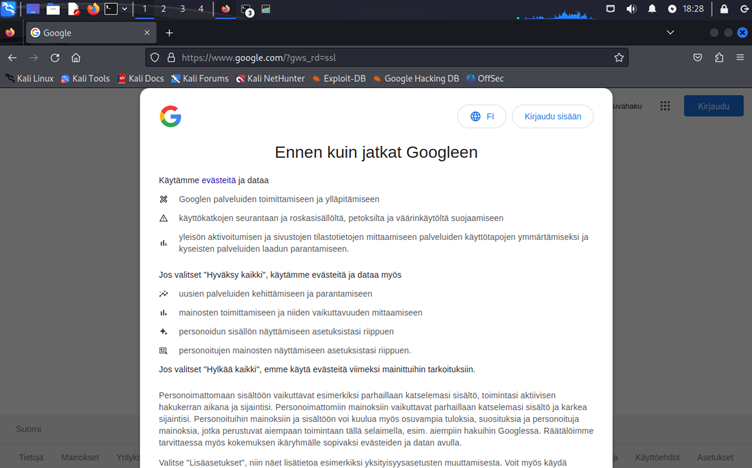 1 2 3 4
3
18:28
Google
https://www.google.com/?gws_rd=ssl
Kali Linux Kali Tools Kali Docs Kali Forums Kali NetHunter Exploit-DB Google Hacking DB OffSec
uvahaku Kirjaudu
FI Kirjaudu sisään
Ennen kuin jatkat Googleen
Käytämme evästeitä ja dataa
Googlen palveluiden toimittamiseen ja ylläpitämiseen
käyttökatkojen seurantaan ja roskasisällöltä, petoksilta ja väärinkäytöltä suojaamiseen
yleisön aktivoitumisen ja sivustojen tilastotietojen mittaamiseen palveluiden käyttötapojen ymmärtämiseksi ja
kyseisten palveluiden laadun parantamiseen.
Jos valitset "Hyväksy kaikki", käytämme evästeitä ja dataa myös
uusien palveluiden kehittämiseen ja parantamiseen
mainosten toimittamiseen ja niiden vaikuttavuuden mittaamiseen
personoidun sisällön näyttämiseen asetuksistasi riippuen
personoitujen mainosten näyttämiseen asetuksistasi riippuen.
Jos valitset "Hylkää kaikki", emme käytä evästeitä viimeksi mainittuihin tarkoituksiin.
Personoimattomaan sisältöön vaikuttavat esimerkiksi parhaillaan katselemasi sisältö, toimintasi aktiivisen
hakukerran aikana ja sijaintisi. Personoimattomiin mainoksiin vaikuttavat parhaillaan katselemasi sisältö ja karkea
sijaintisi. Personoituihin mainoksiin ja sisältöön voi kuulua myös osuvampia tuloksia, suosituksia ja personoituja
mainoksia, jotka perustuvat aiempaan toimintaan tällä selaimella, esim. aiempiin hakuihin Googlessa. Räätälöimme
tarvittaessa myös kokemuksen ikäryhmälle sopivaksi evästeiden ja datan avulla.
Suomi
Tietoja Mainokset Yrityks Käyttöehdot Asetukset
Valitse "Lisäasetukset", niin näet lisätietoa esimerkiksi yksityisyysasetusten muuttamisesta. Voit myös käydä